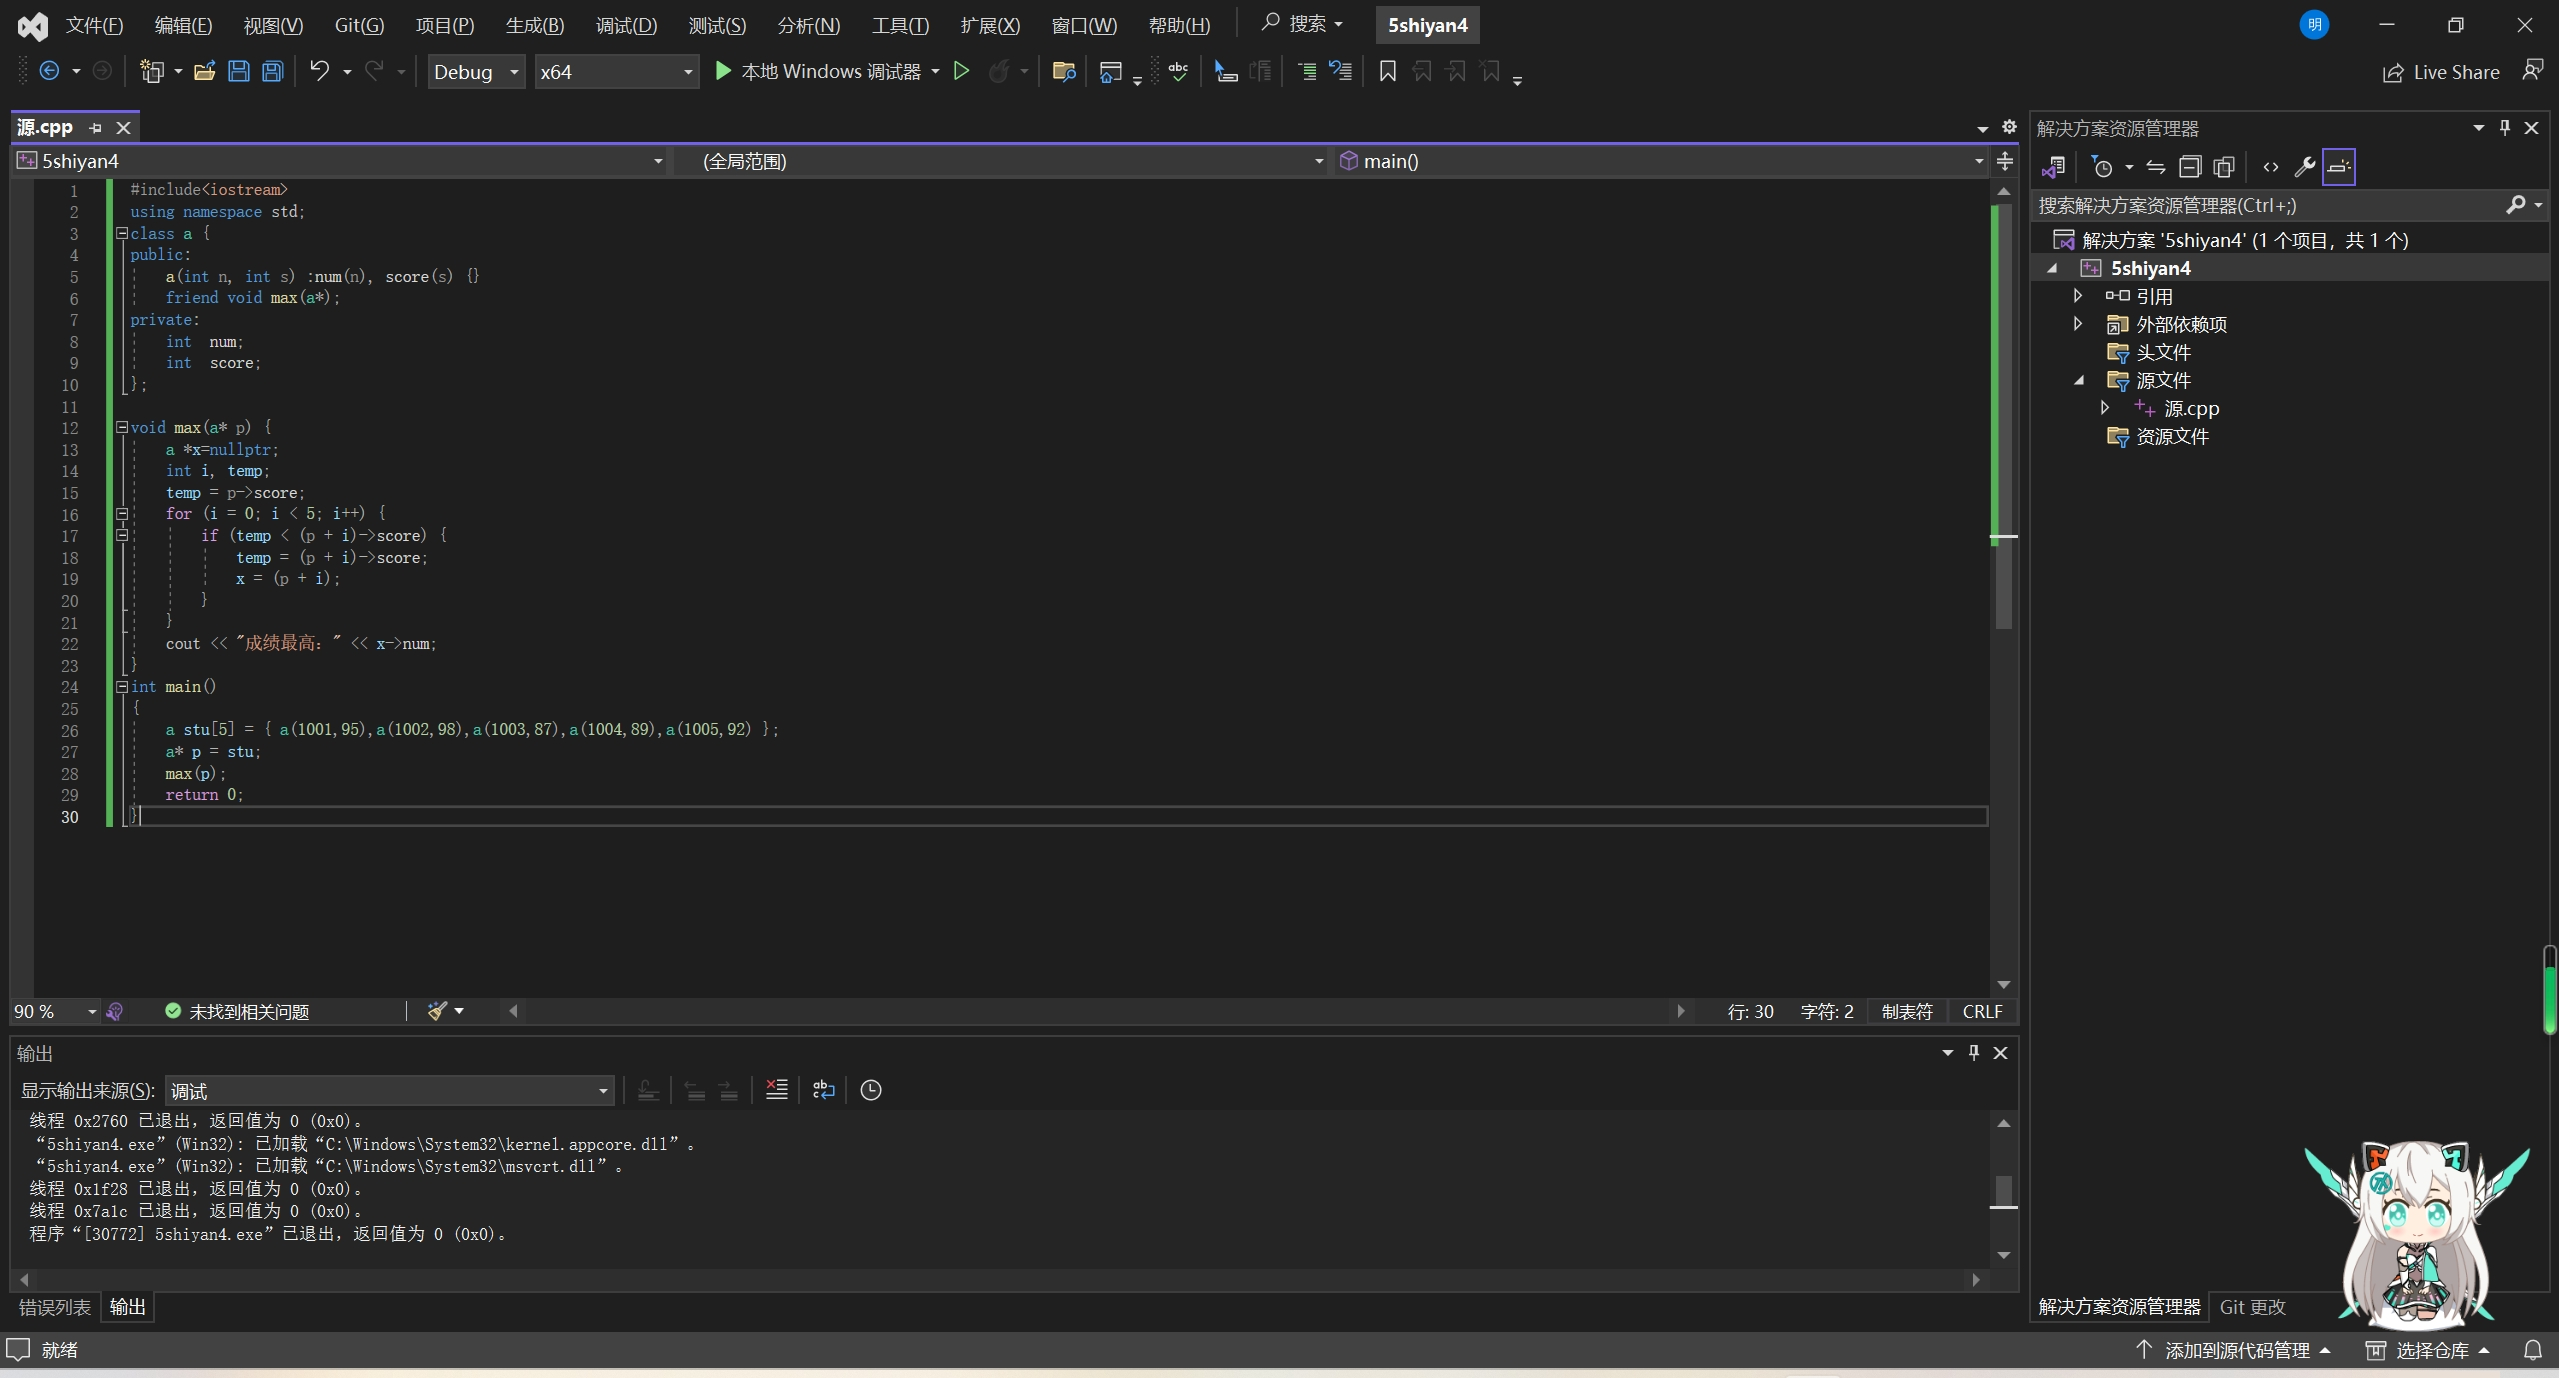 文件(F) 编辑(E) 视图(V) Git(G) 项目(P) 生成(B) 调试(D) 测试(S) 分析(N) 工具(T) 扩展(X) 窗口(W) 帮助(H) 搜索 5shiyan4 明
Debug x64 本地 Windows 调试器 Live Share
源.cpp
5shiyan4 (全局范围) main()
1 #include<iostream>
2 using namespace std;
3 class a {
4 public:
5 a(int n, int s) :num(n), score(s) {}
6 friend void max(a*);
7 private:
8 int  num;
9 int  score;
10 };
11
12 void max(a* p) {
13 a *x=nullptr;
14 int i, temp;
15 temp = p->score;
16 for (i = 0; i < 5; i++) {
17 if (temp < (p + i)->score) {
18 temp = (p + i)->score;
19 x = (p + i);
20 }
21 }
22 cout << "成绩最高：" << x->num;
23 }
24 int main()
25 {
26 a stu[5] = { a(1001,95),a(1002,98),a(1003,87),a(1004,89),a(1005,92) };
27 a* p = stu;
28 max(p);
29 return 0;
30 }
90 % 未找到相关问题 行: 30 字符: 2 制表符 CRLF
输出
显示输出来源(S): 调试
线程 0x2760 已退出，返回值为 0 (0x0)。
“5shiyan4.exe”(Win32): 已加载“C:\Windows\System32\kernel.appcore.dll”。
“5shiyan4.exe”(Win32): 已加载“C:\Windows\System32\msvcrt.dll”。
线程 0x1f28 已退出，返回值为 0 (0x0)。
线程 0x7a1c 已退出，返回值为 0 (0x0)。
程序“[30772] 5shiyan4.exe”已退出，返回值为 0 (0x0)。
错误列表 输出
解决方案资源管理器
搜索解决方案资源管理器(Ctrl+;)
解决方案 '5shiyan4' (1 个项目，共 1 个)
5shiyan4
引用
外部依赖项
头文件
源文件
源.cpp
资源文件
解决方案资源管理器 Git 更改
就绪 添加到源代码管理 选择仓库